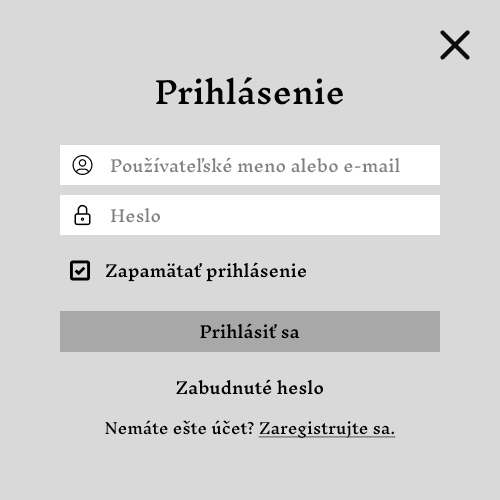 Prihlásenie
Používateľské meno alebo e-mail
Heslo
Zapamätať prihlásenie
Prihlásiť sa
Zabudnuté heslo
Nemáte ešte účet? Zaregistrujte sa.